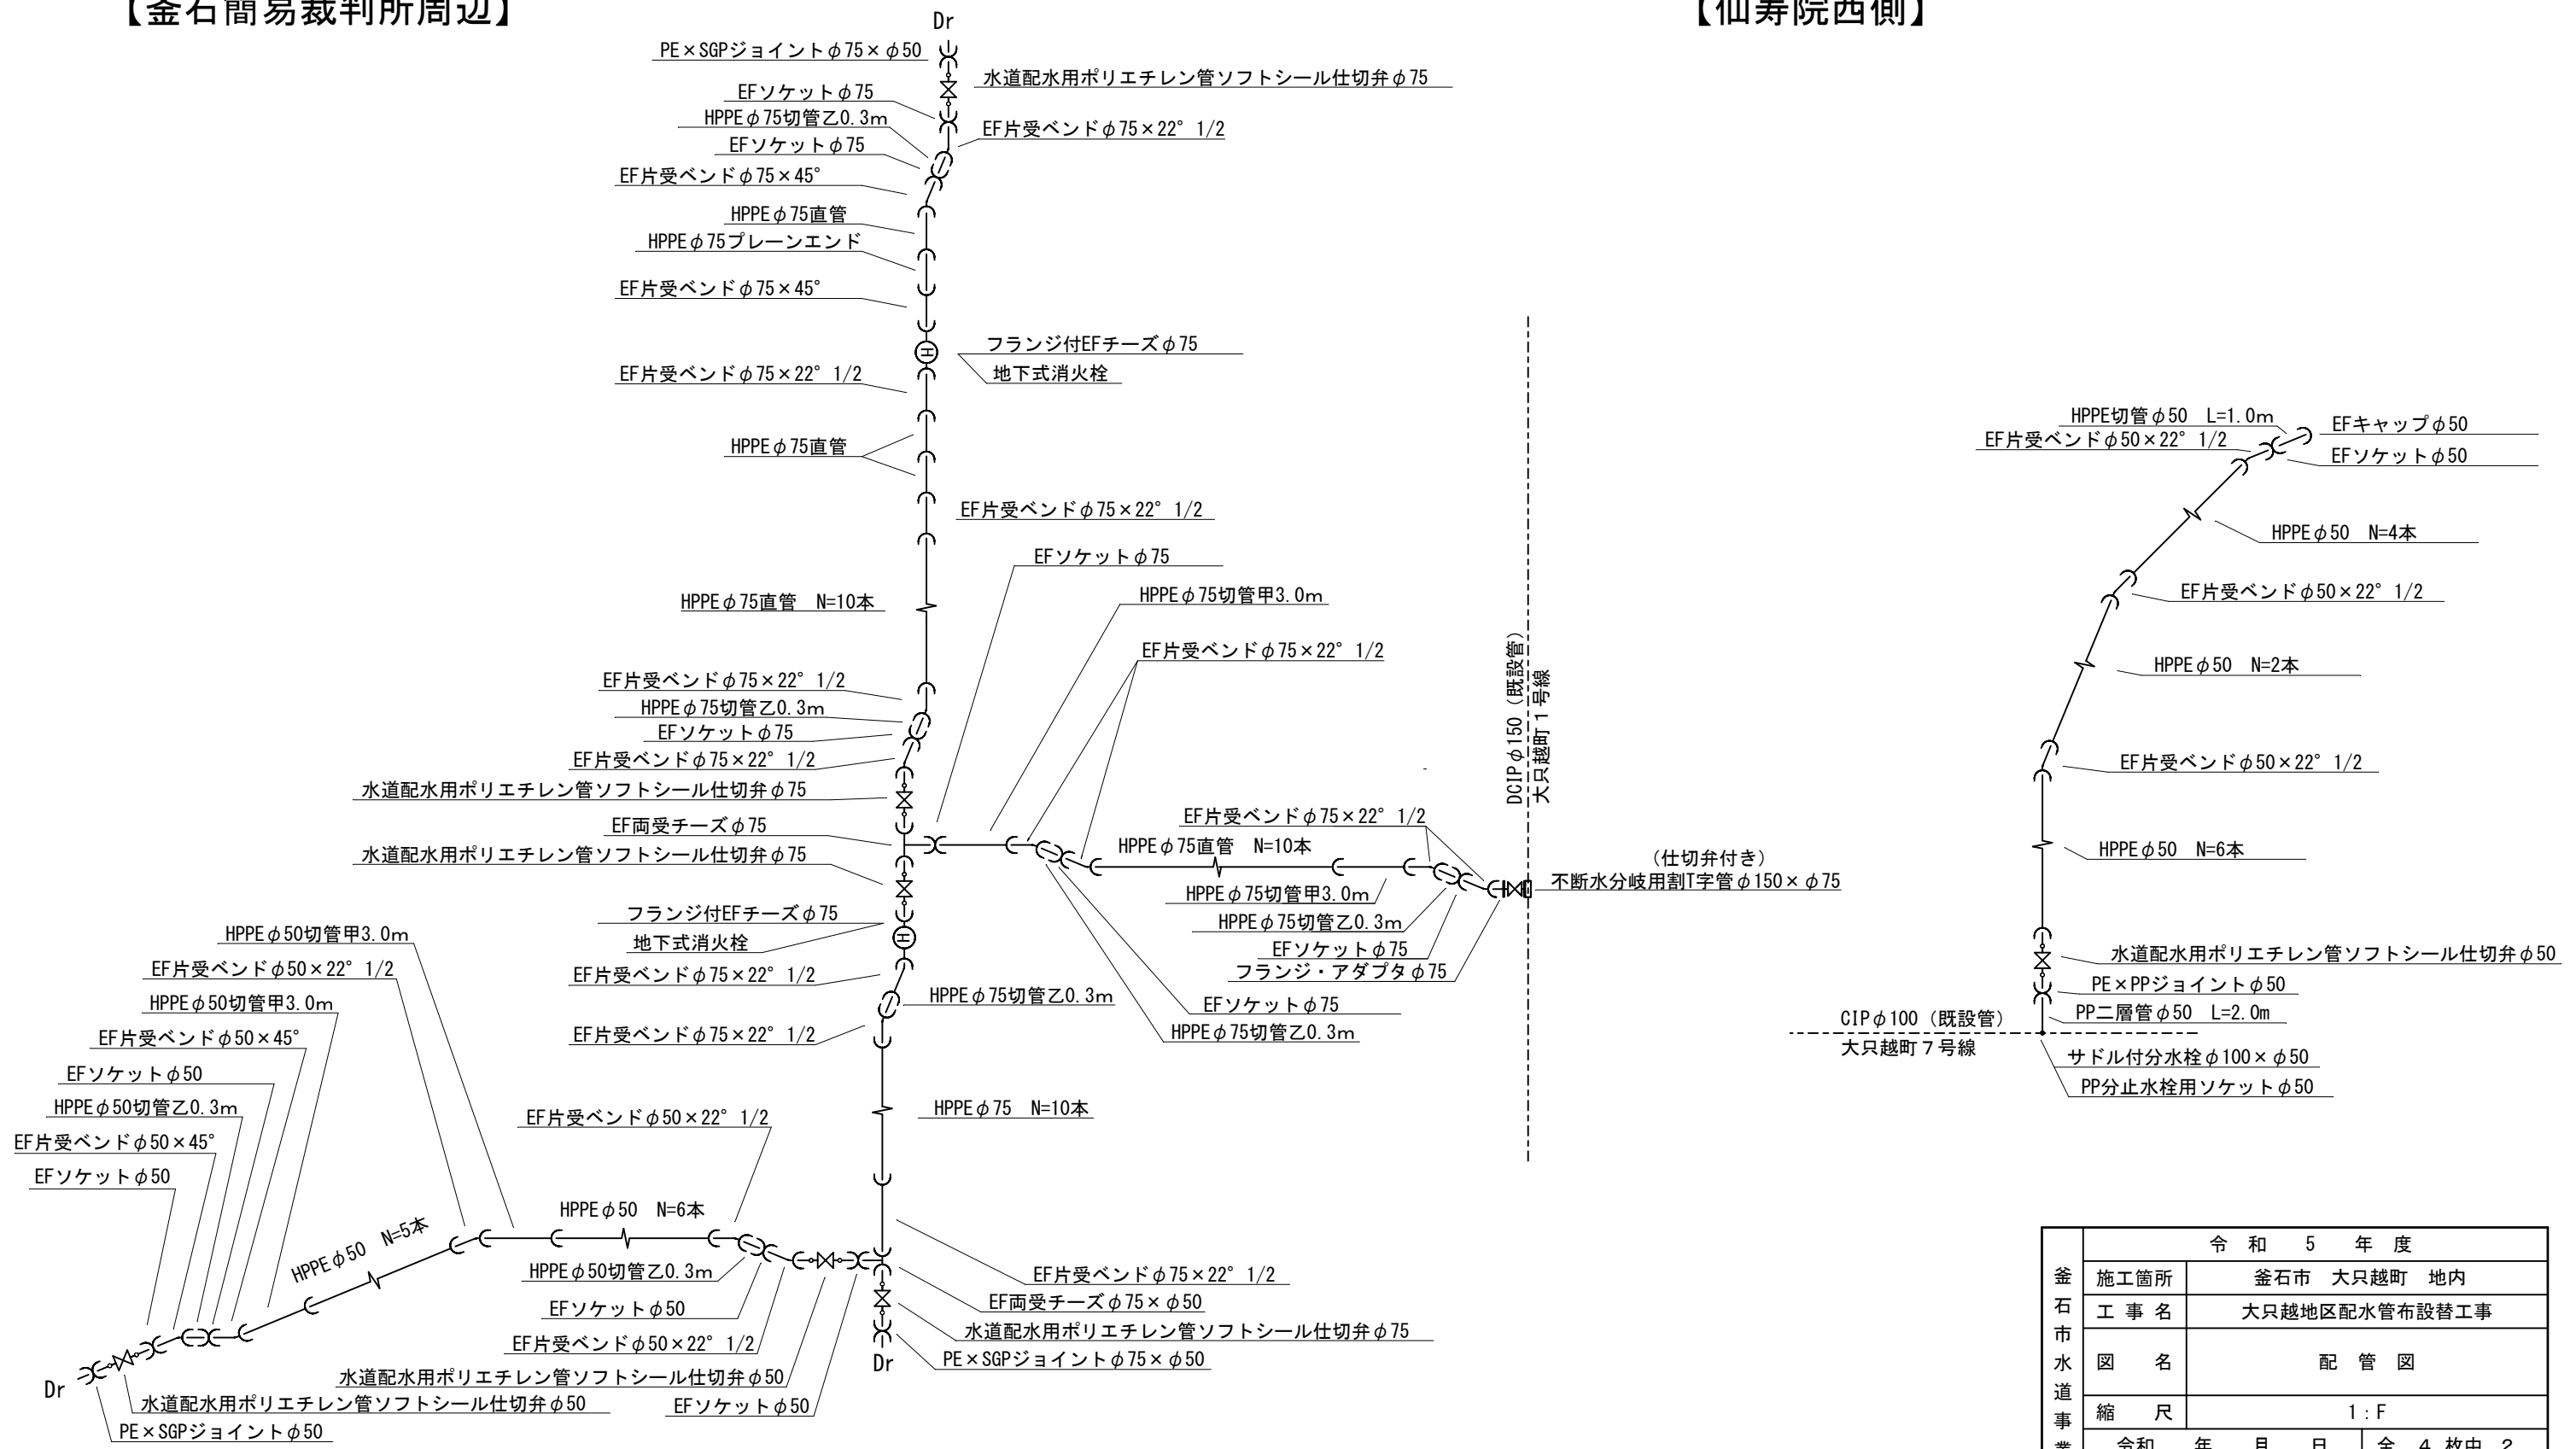 【釜石簡易裁判所周辺】
Dr
PE×SGPジョイントφ75×φ50
水道配水用ポリエチレン管ソフトシール仕切弁φ75
EFソケットφ75
HPPEφ75切管乙0.3m
EF片受ベンドφ75×22°1/2
EFソケットφ75
EF片受ベンドφ75×45°
HPPEφ75直管
HPPEφ75プレーンエンド
EF片受ベンドφ75×45°
フランジ付EFチーズφ75
地下式消火栓
H
EF片受ベンドφ75×22°1/2
HPPEφ75直管
EF片受ベンドφ75×22°1/2
EFソケットφ75
HPPEφ75切管甲3.0m
HPPEφ75直管 N=10本
EF片受ベンドφ75×22°1/2
EF片受ベンドφ75×22°1/2
HPPEφ75切管乙0.3m
EFソケットφ75
EF片受ベンドφ75×22°1/2
水道配水用ポリエチレン管ソフトシール仕切弁φ75
EF両受チーズφ75
水道配水用ポリエチレン管ソフトシール仕切弁φ75
EF片受ベンドφ75×22°1/2
HPPEφ75直管 N=10本
HPPEφ75切管甲3.0m
HPPEφ75切管乙0.3m
EFソケットφ75
フランジ・アダプタφ75
EFソケットφ75
HPPEφ75切管乙0.3m
DCIPφ150（既設管）
大只越町１号線
（仕切弁付き）
不断水分岐用割T字管φ150×φ75
フランジ付EFチーズφ75
地下式消火栓
H
EF片受ベンドφ75×22°1/2
HPPEφ75切管乙0.3m
EF片受ベンドφ75×22°1/2
HPPEφ75 N=10本
HPPEφ50切管甲3.0m
EF片受ベンドφ50×22°1/2
HPPEφ50切管甲3.0m
EF片受ベンドφ50×45°
EFソケットφ50
HPPEφ50切管乙0.3m
EF片受ベンドφ50×45°
EFソケットφ50
HPPEφ50 N=5本
EF片受ベンドφ50×22°1/2
HPPEφ50 N=6本
HPPEφ50切管乙0.3m
EFソケットφ50
EF片受ベンドφ50×22°1/2
水道配水用ポリエチレン管ソフトシール仕切弁φ50
EFソケットφ50
EF片受ベンドφ75×22°1/2
EF両受チーズφ75×φ50
水道配水用ポリエチレン管ソフトシール仕切弁φ75
PE×SGPジョイントφ75×φ50
Dr
Dr
水道配水用ポリエチレン管ソフトシール仕切弁φ50
PE×SGPジョイントφ50
【仙寿院西側】
HPPE切管φ50 L=1.0m
EFキャップφ50
EF片受ベンドφ50×22°1/2
EFソケットφ50
HPPEφ50 N=4本
EF片受ベンドφ50×22°1/2
HPPEφ50 N=2本
EF片受ベンドφ50×22°1/2
HPPEφ50 N=6本
水道配水用ポリエチレン管ソフトシール仕切弁φ50
PE×PPジョイントφ50
PP二層管φ50 L=2.0m
CIPφ100（既設管）
大只越町７号線
サドル付分水栓φ100×φ50
PP分止水栓用ソケットφ50
釜石市水道事業
令和 5 年度
施工箇所 釜石市 大只越町 地内
工事名 大只越地区配水管布設替工事
図名 配管図
縮尺 1:F
令和 年 月 日 全 4 枚中 2